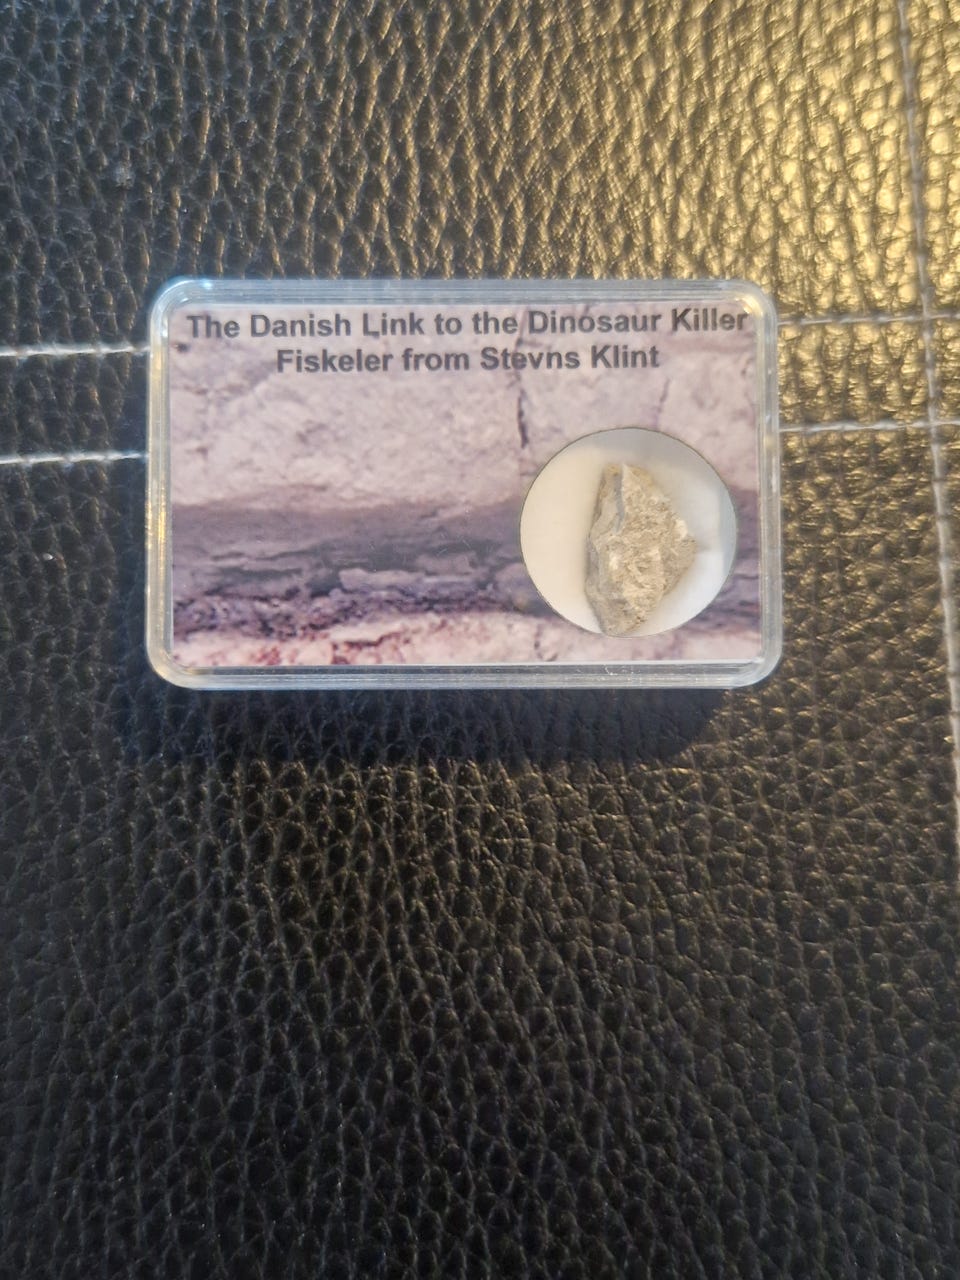 The Danish Link to the Dinosaur Killer
Fiskeler from Stevns Klint